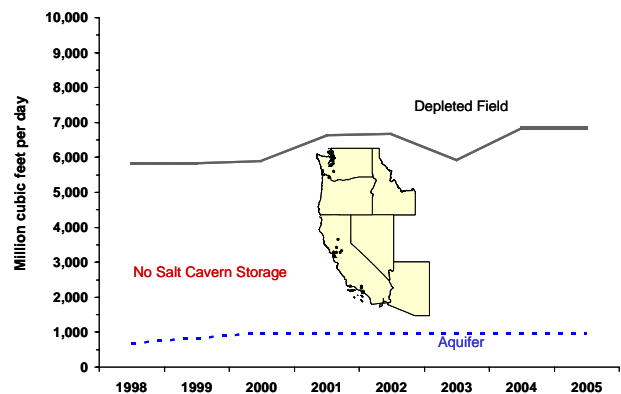 10,000
9,000
8,000
7,000
6,000
5,000
4,000
3,000
2,000
1,000
0
Million cubic feet per day
Depleted Field
No Salt Cavern Storage
Aquifer
1998 1999 2000 2001 2002 2003 2004 2005